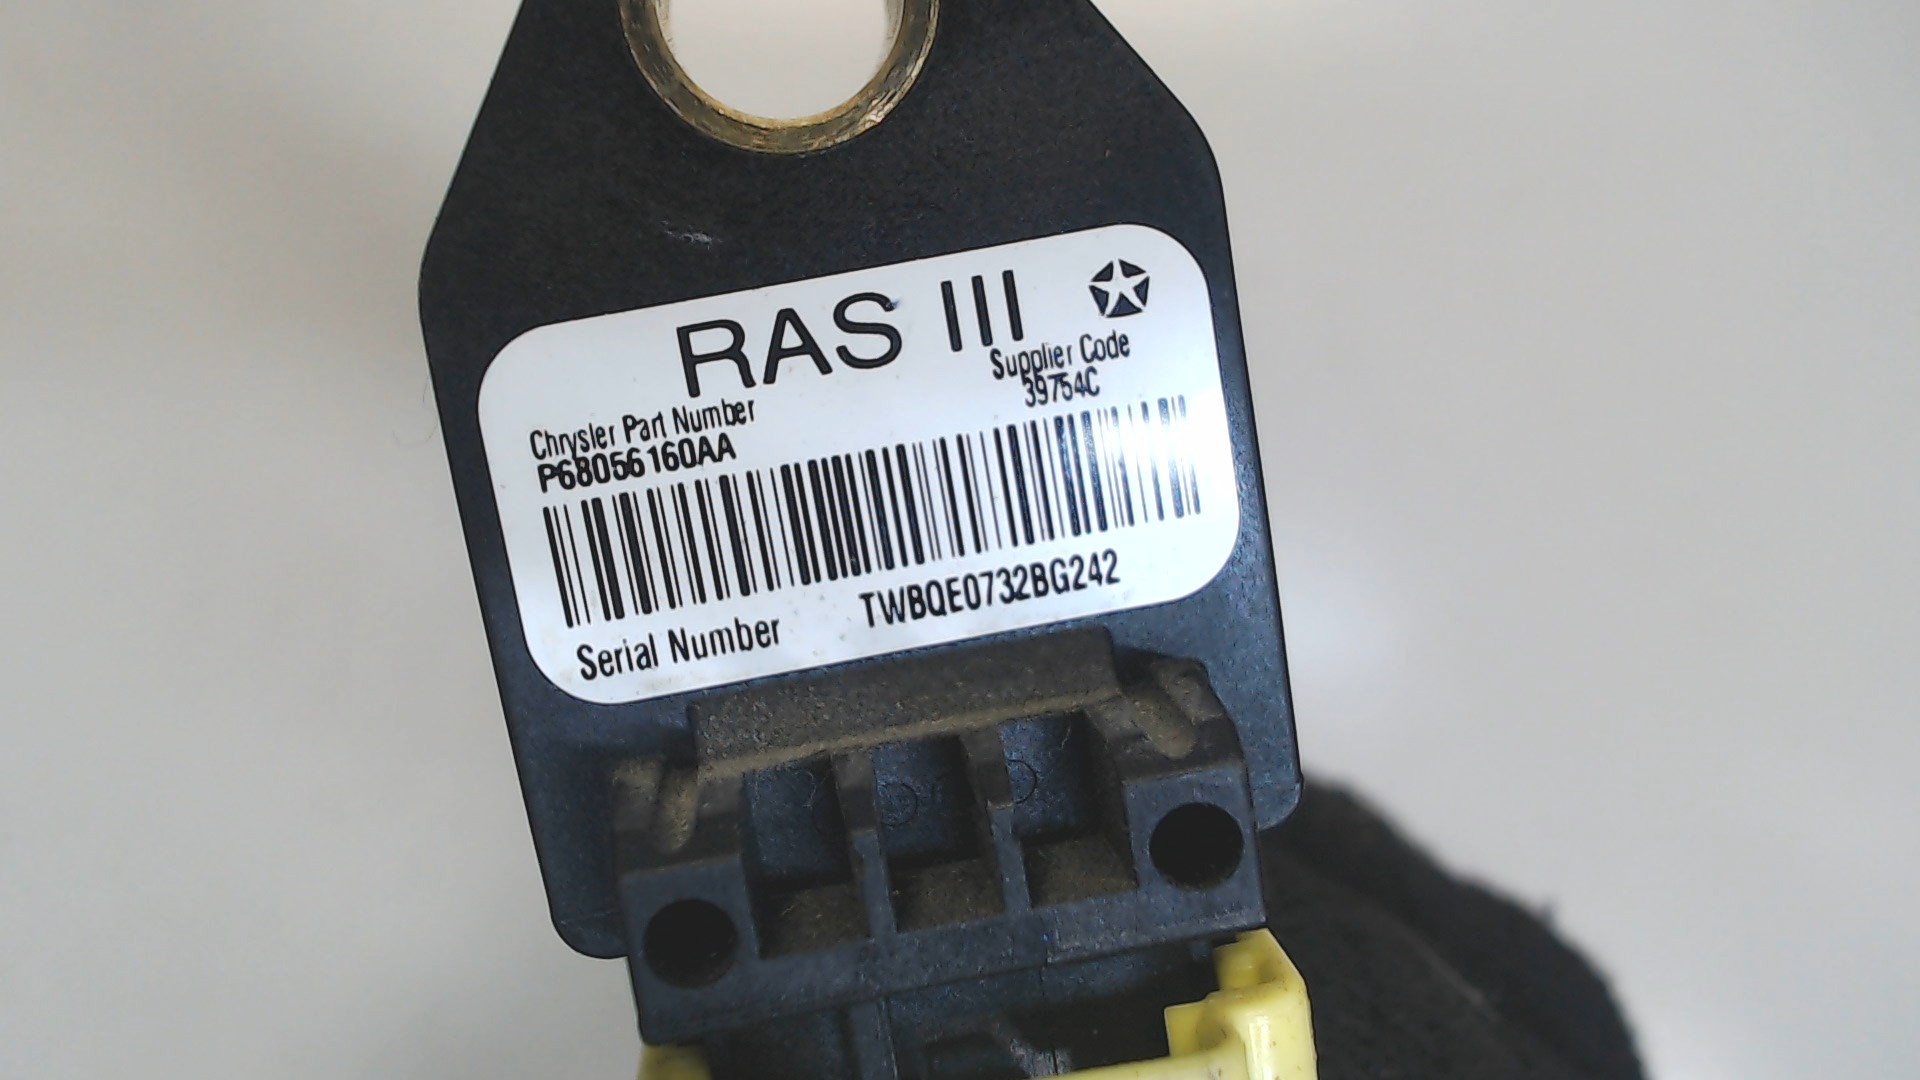 RAS III
Supplier Code
39754C
Chrysler Part Number
P68056160AA
Serial Number TWBQE0732BG242